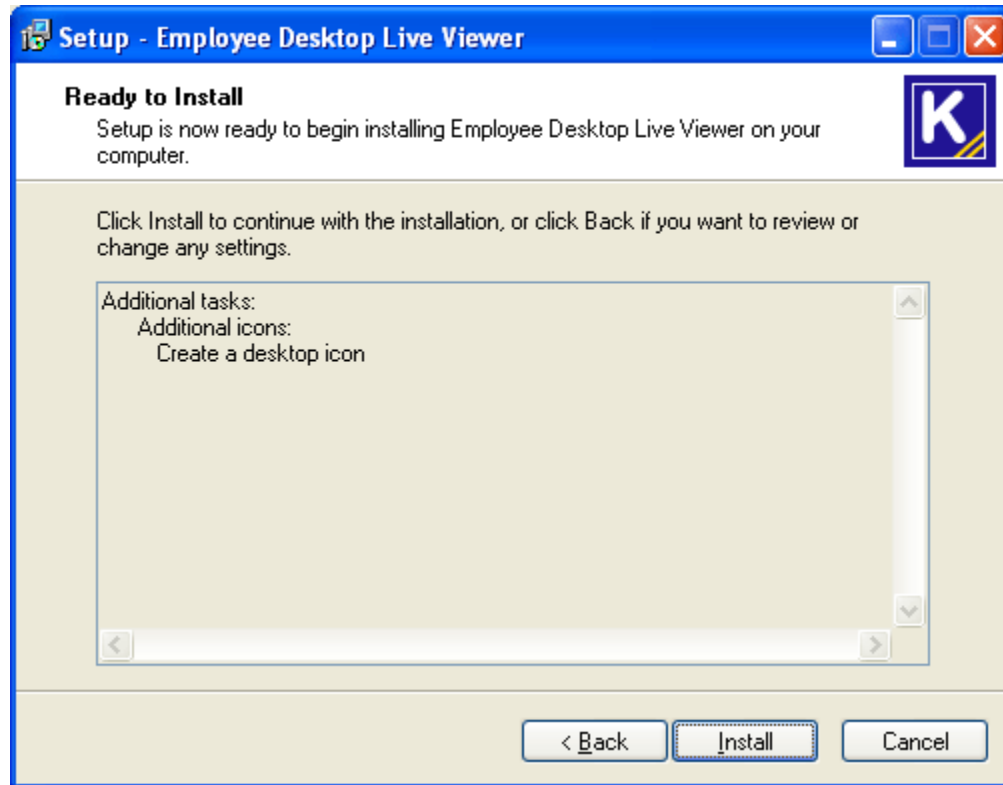 Setup - Employee Desktop Live Viewer
Ready to Install
Setup is now ready to begin installing Employee Desktop Live Viewer on your
computer.
K
Click Install to continue with the installation, or click Back if you want to review or
change any settings.
Additional tasks:
Additional icons:
Create a desktop icon
< Back Install Cancel